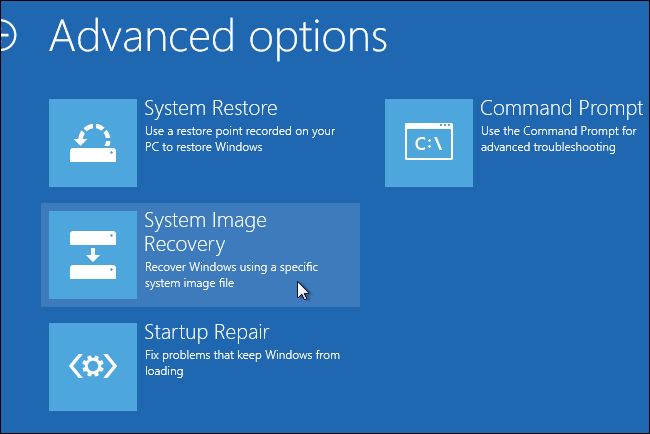 Advanced options
System Restore
Use a restore point recorded on your
PC to restore Windows
Command Prompt
C:\
Use the Command Prompt for
advanced troubleshooting
System Image
Recovery
Recover Windows using a specific
system image file
Startup Repair
Fix problems that keep Windows from
loading